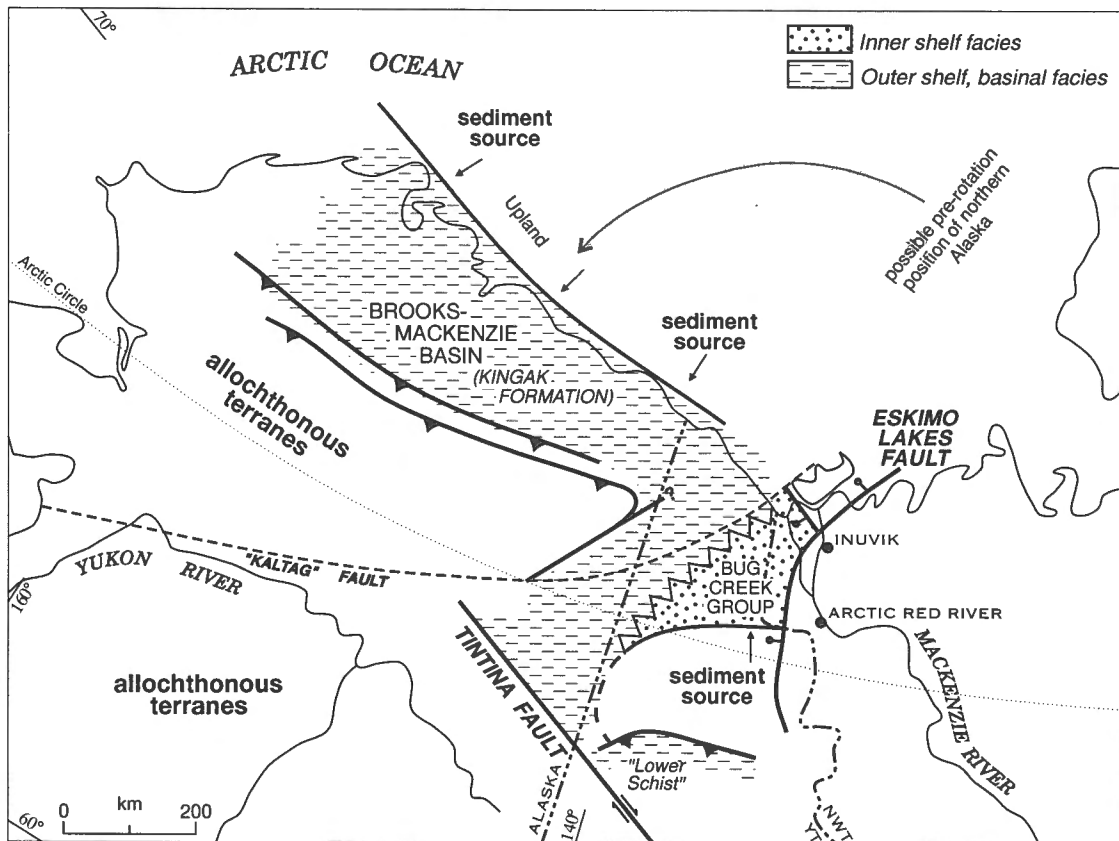 70°
ARCTIC OCEAN
Inner shelf facies
Outer shelf, basinal facies
sediment
source
Upland
possible pre-rotation
position of northern
Alaska
Arctic Circle
BROOKS-
MACKENZIE
BASIN
(KINGAK
FORMATION)
sediment
source
allochthonous
terranes
ESKIMO
LAKES
FAULT
INUVIK
BUG
CREEK
GROUP
"KALTAG" FAULT
YUKON RIVER
160°
ARCTIC RED RIVER
MACKENZIE RIVER
TINTINA FAULT
sediment
source
allochthonous
terranes
"Lower
Schist"
ALASKA
140°
NWT
YT
km
0 200
60°